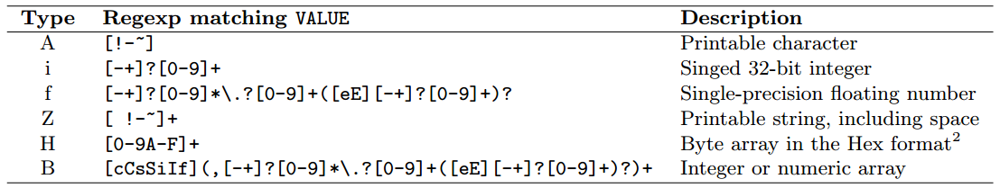 Type Regexp matching VALUE Description
A [!-~] Printable character
i [-+]?[0-9]+ Singed 32-bit integer
f [-+]?[0-9]*\.?[0-9]+([eE][-+]?[0-9]+)? Single-precision floating number
Z [ !-~]+ Printable string, including space
H [0-9A-F]+ Byte array in the Hex format2
B [cCsSiIf](,[-+]?[0-9]*\.?[0-9]+([eE][-+]?[0-9]+)?)+ Integer or numeric array